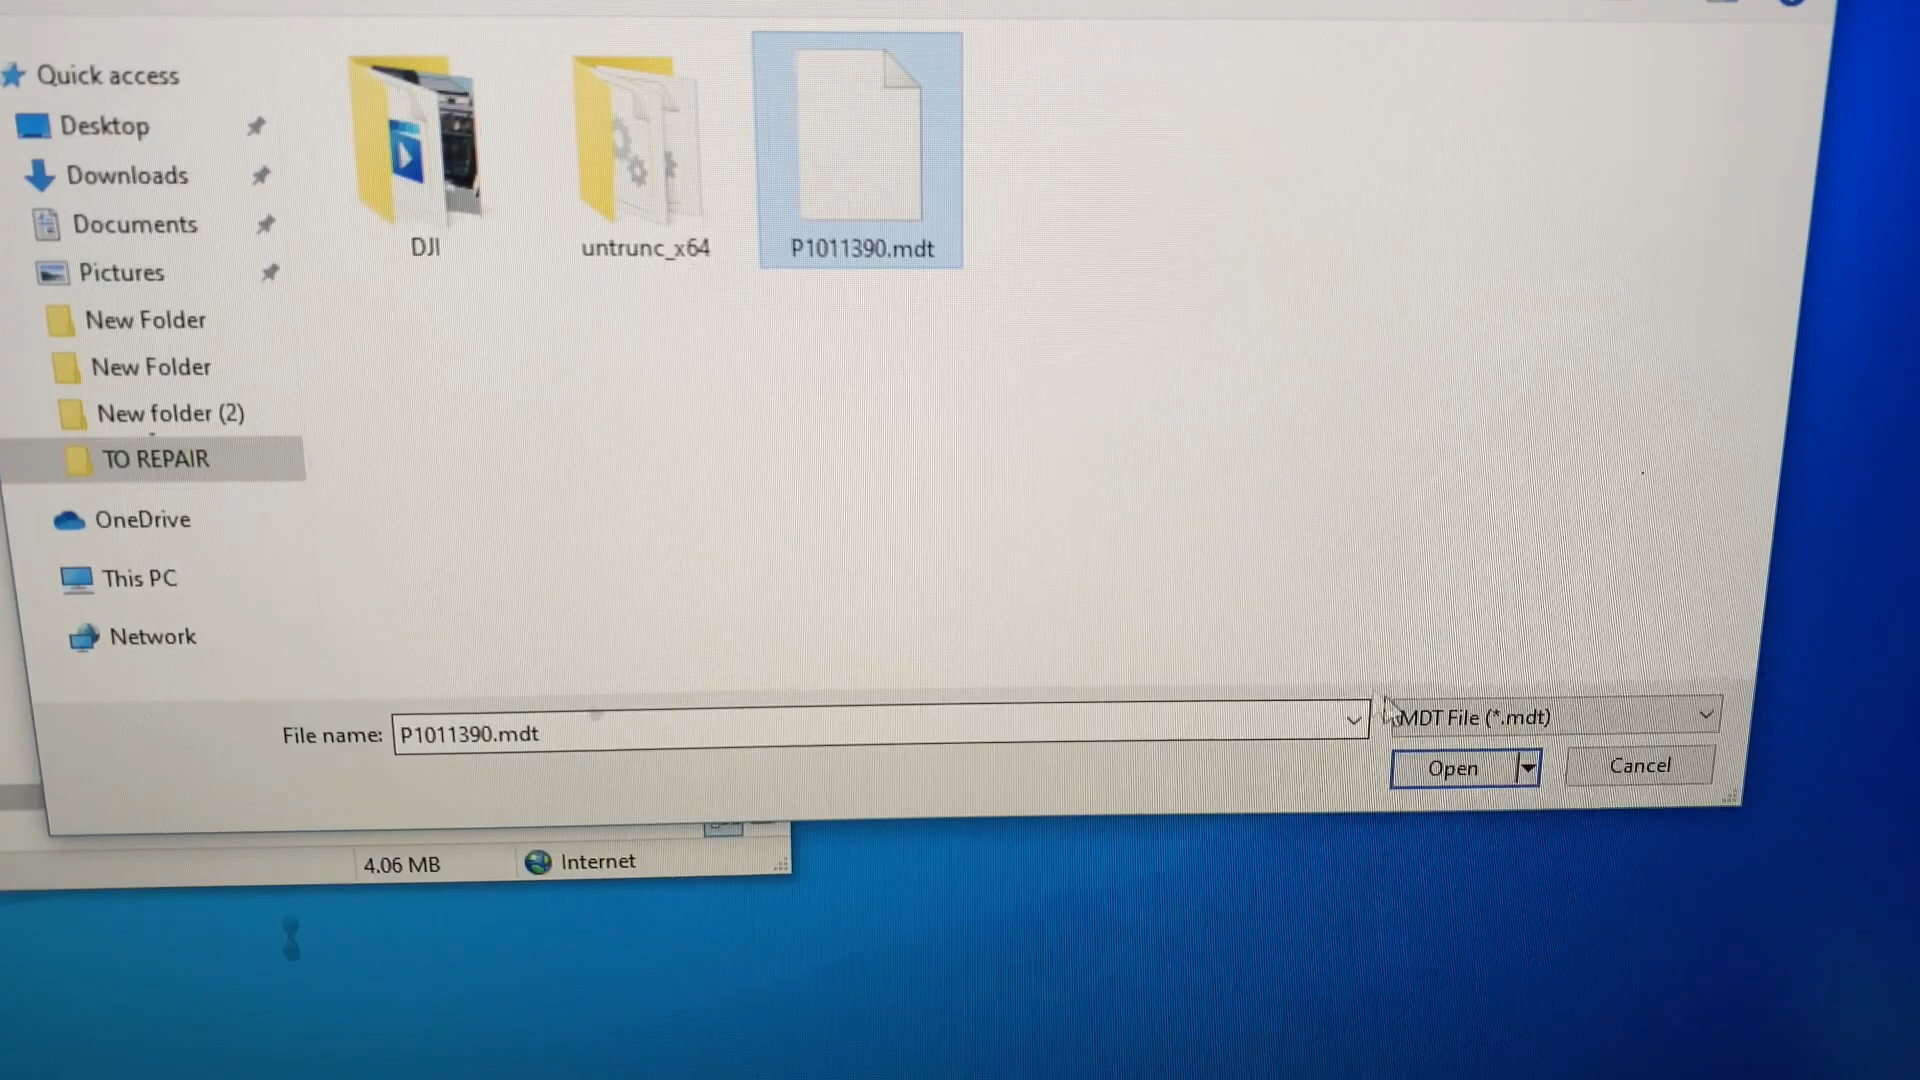 Quick access
Desktop
Downloads
Documents
Pictures
New Folder
New Folder
New folder (2)
TO REPAIR
OneDrive
This PC
Network
DJI
untrunc_x64
P1011390.mdt
File name: P1011390.mdt
MDT File (*.mdt)
Open
Cancel
4.06 MB
Internet